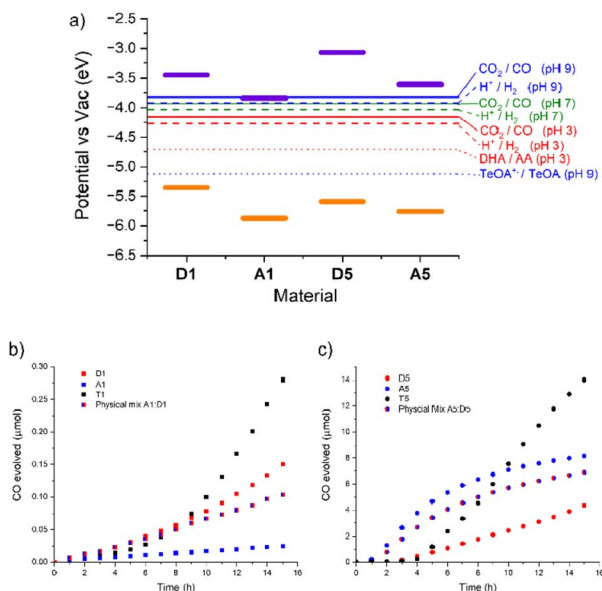 a)
Potential vs Vac (eV)
-2.5
-3.0
-3.5
-4.0
-4.5
-5.0
-5.5
-6.0
-6.5
D1 A1 D5 A5
Material
CO₂ / CO (pH 9)
H⁺ / H₂ (pH 9)
CO₂ / CO (pH 7)
H⁺ / H₂ (pH 7)
CO₂ / CO (pH 3)
H⁺ / H₂ (pH 3)
DHA / AA (pH 3)
TeOA⁺ / TeOA (pH 9)
b)
CO evolved (μmol)
0.30
0.25
0.20
0.15
0.10
0.05
0.00
D1
A1
T1
Physical mix A1:D1
0 2 4 6 8 10 12 14 16
Time (h)
c)
CO evolved (μmol)
14
12
10
8
6
4
2
0
D5
A5
T5
Physcial Mix A5:D5
0 2 4 6 8 10 12 14 16
Time (h)